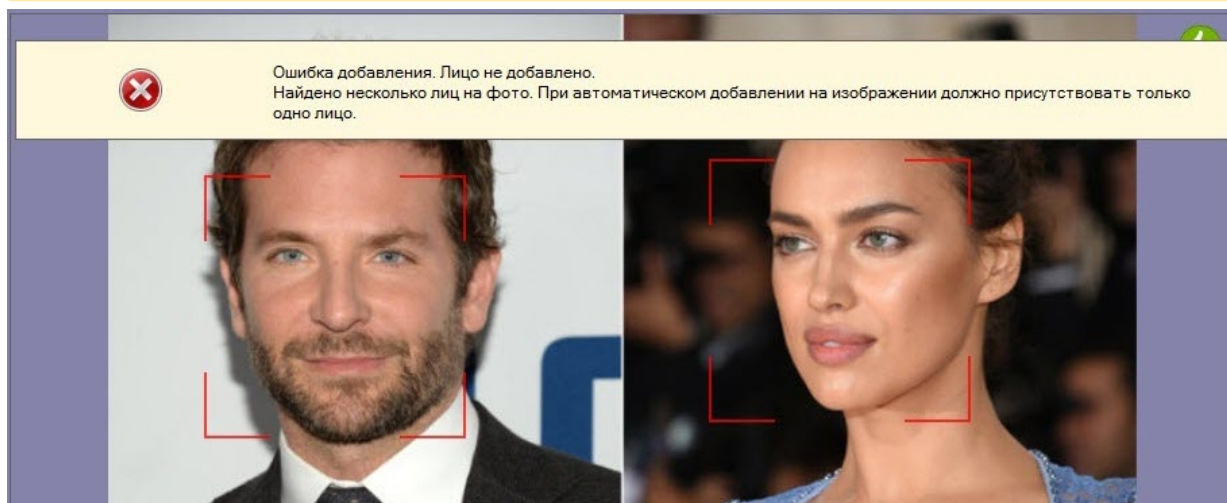 Ошибка добавления. Лицо не добавлено.
Найдено несколько лиц на фото. При автоматическом добавлении на изображении должно присутствовать только
одно лицо.